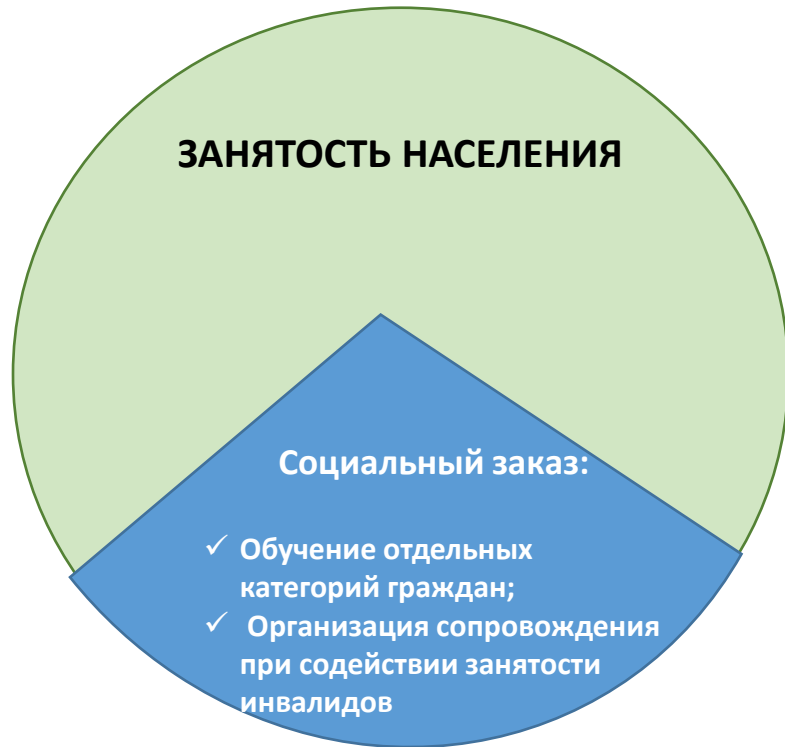 ЗАНЯТОСТЬ НАСЕЛЕНИЯ
Социальный заказ:
✓ Обучение отдельных
категорий граждан;
✓ Организация сопровождения
при содействии занятости
инвалидов